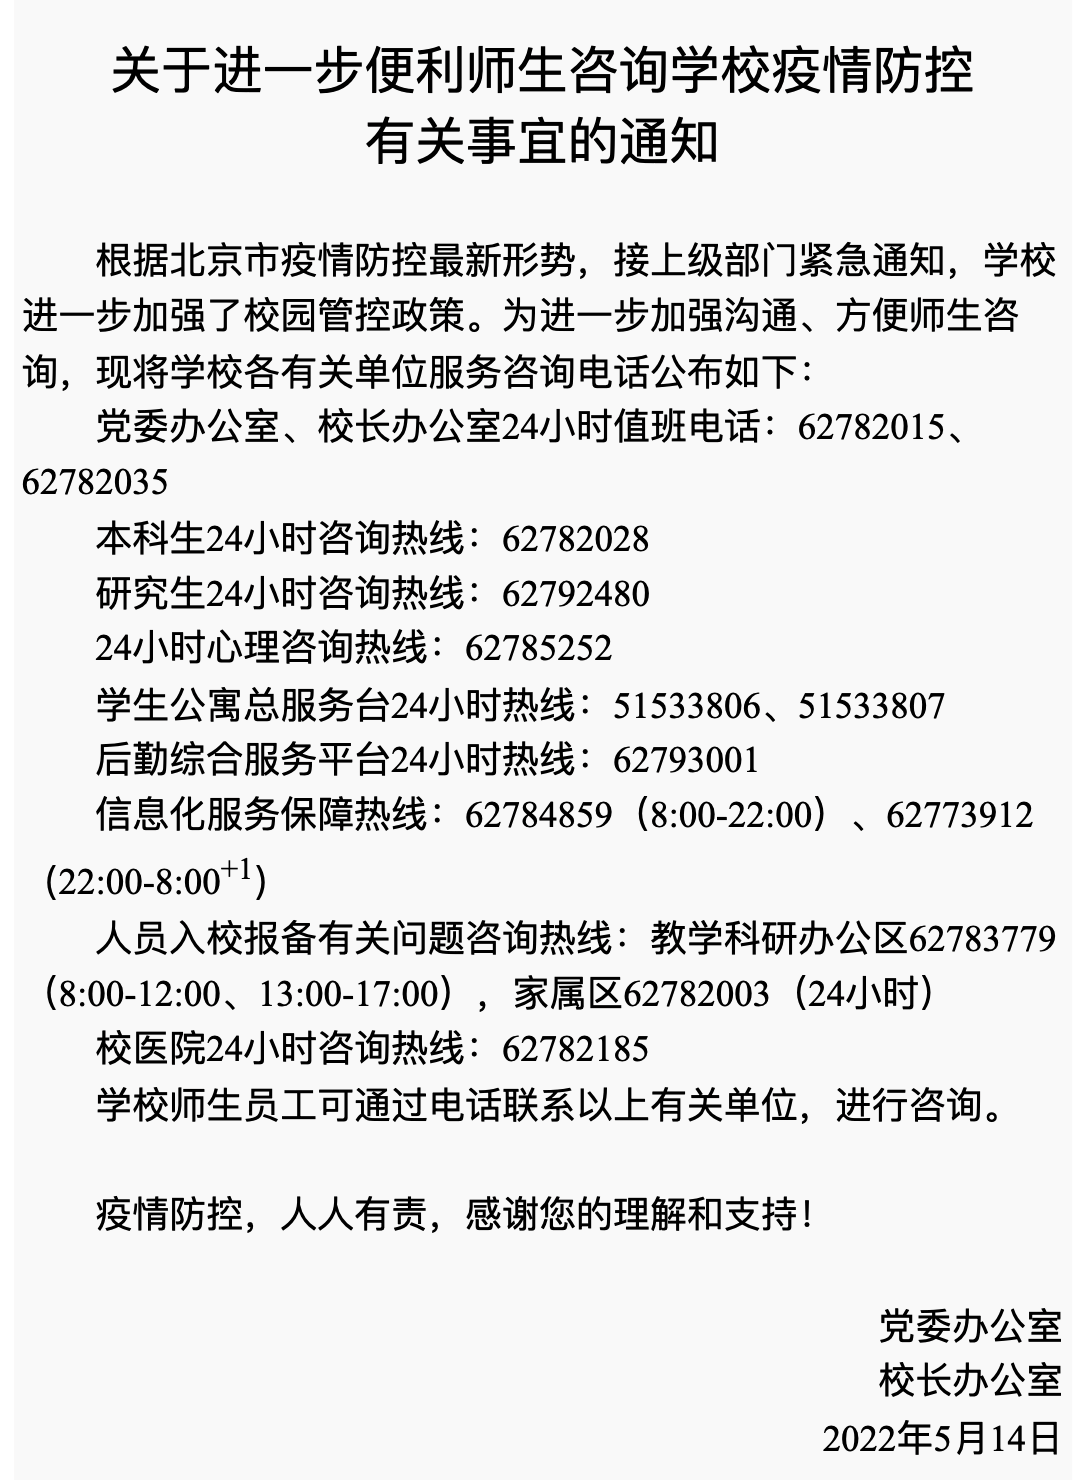 关于进一步便利师生咨询学校疫情防控
有关事宜的通知
根据北京市疫情防控最新形势，接上级部门紧急通知，学校
进一步加强了校园管控政策。为进一步加强沟通、方便师生咨
询，现将学校各有关单位服务咨询电话公布如下：
党委办公室、校长办公室24小时值班电话：62782015、
62782035
本科生24小时咨询热线：62782028
研究生24小时咨询热线：62792480
24小时心理咨询热线：62785252
学生公寓总服务台24小时热线：51533806、51533807
后勤综合服务平台24小时热线：62793001
信息化服务保障热线：62784859（8:00-22:00）、62773912
（22:00-8:00+1）
人员入校报备有关问题咨询热线：教学科研办公区62783779
（8:00-12:00、13:00-17:00），家属区62782003（24小时）
校医院24小时咨询热线：62782185
学校师生员工可通过电话联系以上有关单位，进行咨询。
疫情防控，人人有责，感谢您的理解和支持！
党委办公室
校长办公室
2022年5月14日